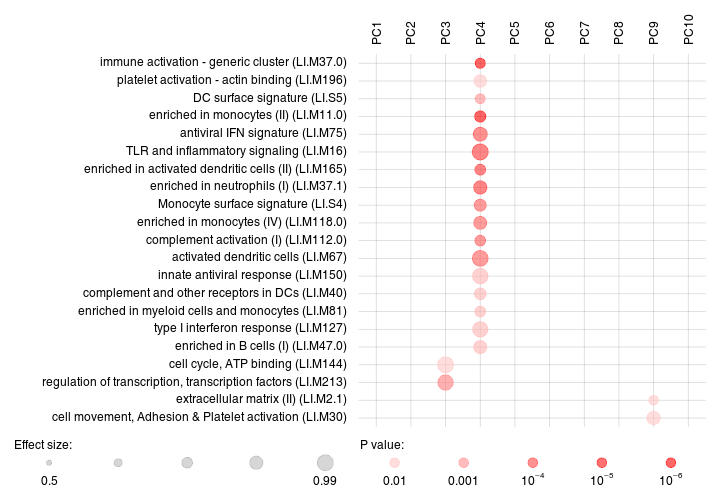 PC1 PC2 PC3 PC4 PC5 PC6 PC7 PC8 PC9 PC10
immune activation - generic cluster (LI.M37.0)
platelet activation - actin binding (LI.M196)
DC surface signature (LI.S5)
enriched in monocytes (II) (LI.M11.0)
antiviral IFN signature (LI.M75)
TLR and inflammatory signaling (LI.M16)
enriched in activated dendritic cells (II) (LI.M165)
enriched in neutrophils (I) (LI.M37.1)
Monocyte surface signature (LI.S4)
enriched in monocytes (IV) (LI.M118.0)
complement activation (I) (LI.M112.0)
activated dendritic cells (LI.M67)
innate antiviral response (LI.M150)
complement and other receptors in DCs (LI.M40)
enriched in myeloid cells and monocytes (LI.M81)
type I interferon response (LI.M127)
enriched in B cells (I) (LI.M47.0)
cell cycle, ATP binding (LI.M144)
regulation of transcription, transcription factors (LI.M213)
extracellular matrix (II) (LI.M2.1)
cell movement, Adhesion & Platelet activation (LI.M30)
Effect size: P value:
0.5 0.99 0.01 0.001 10⁻⁴ 10⁻⁵ 10⁻⁶